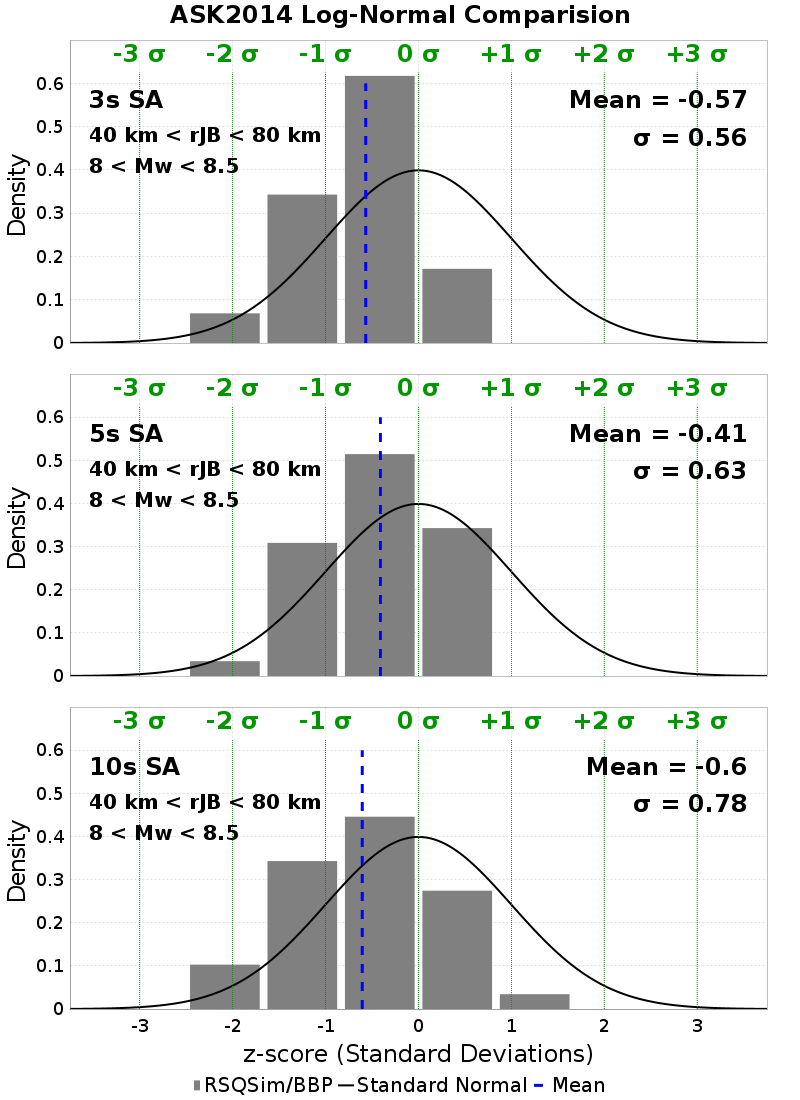 ASK2014 Log-Normal Comparision
-3 σ -2 σ -1 σ 0 σ +1 σ +2 σ +3 σ
3s SA
Mean = -0.57
40 km < rJB < 80 km
σ = 0.56
8 < Mw < 8.5
0.6
0.5
0.4
0.3
0.2
0.1
0
Density
-3 σ -2 σ -1 σ 0 σ +1 σ +2 σ +3 σ
5s SA
Mean = -0.41
40 km < rJB < 80 km
σ = 0.63
8 < Mw < 8.5
0.6
0.5
0.4
0.3
0.2
0.1
0
Density
-3 σ -2 σ -1 σ 0 σ +1 σ +2 σ +3 σ
10s SA
Mean = -0.6
40 km < rJB < 80 km
σ = 0.78
8 < Mw < 8.5
0.6
0.5
0.4
0.3
0.2
0.1
0
Density
-3 -2 -1 0 1 2 3
z-score (Standard Deviations)
RSQSim/BBP Standard Normal Mean